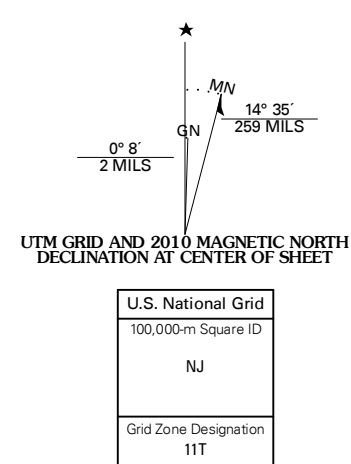 ★
MN
GN
14° 35´
259 MILS
0° 8´
2 MILS
UTM GRID AND 2010 MAGNETIC NORTH
DECLINATION AT CENTER OF SHEET
U.S. National Grid
100,000-m Square ID
NJ
Grid Zone Designation
11T